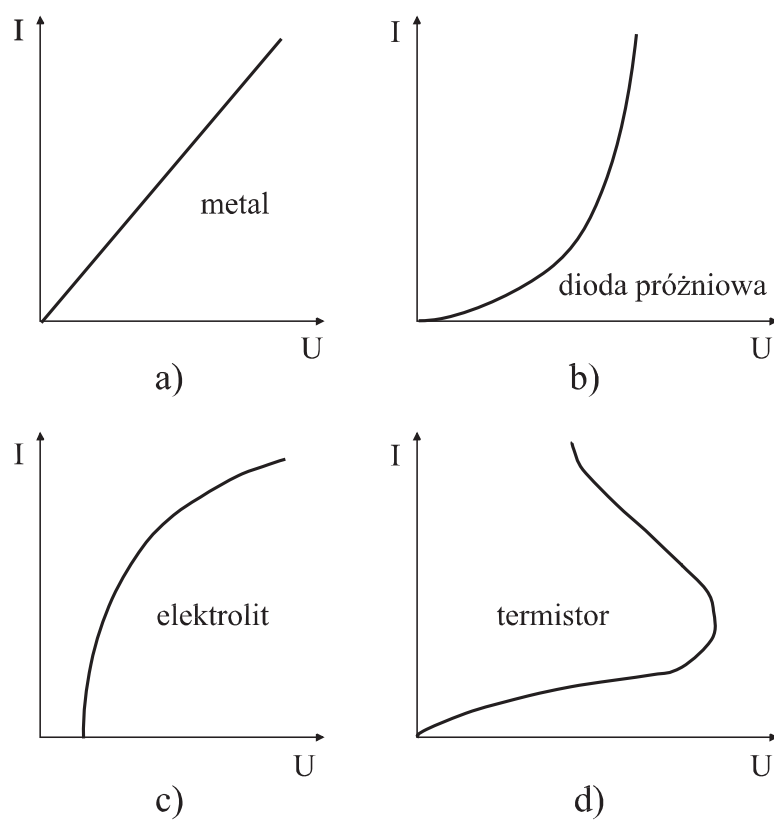 I
metal
U
a)
I
dioda próżniowa
U
b)
I
elektrolit
U
c)
I
termistor
U
d)